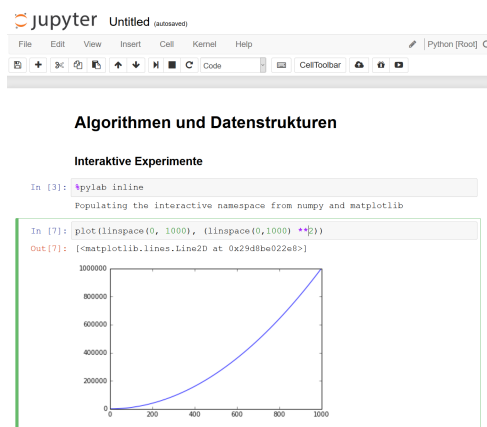 jupyter Untitled (autosaved)
File Edit View Insert Cell Kernel Help Python [Root]
Code CellToolbar
Algorithmen und Datenstrukturen
Interaktive Experimente
In [3]: %pylab inline
Populating the interactive namespace from numpy and matplotlib
In [7]: plot(linspace(0, 1000), (linspace(0,1000) **2))
Out[7]: [<matplotlib.lines.Line2D at 0x29d8be022e8>]
1000000
800000
600000
400000
200000
0
0 200 400 600 800 1000